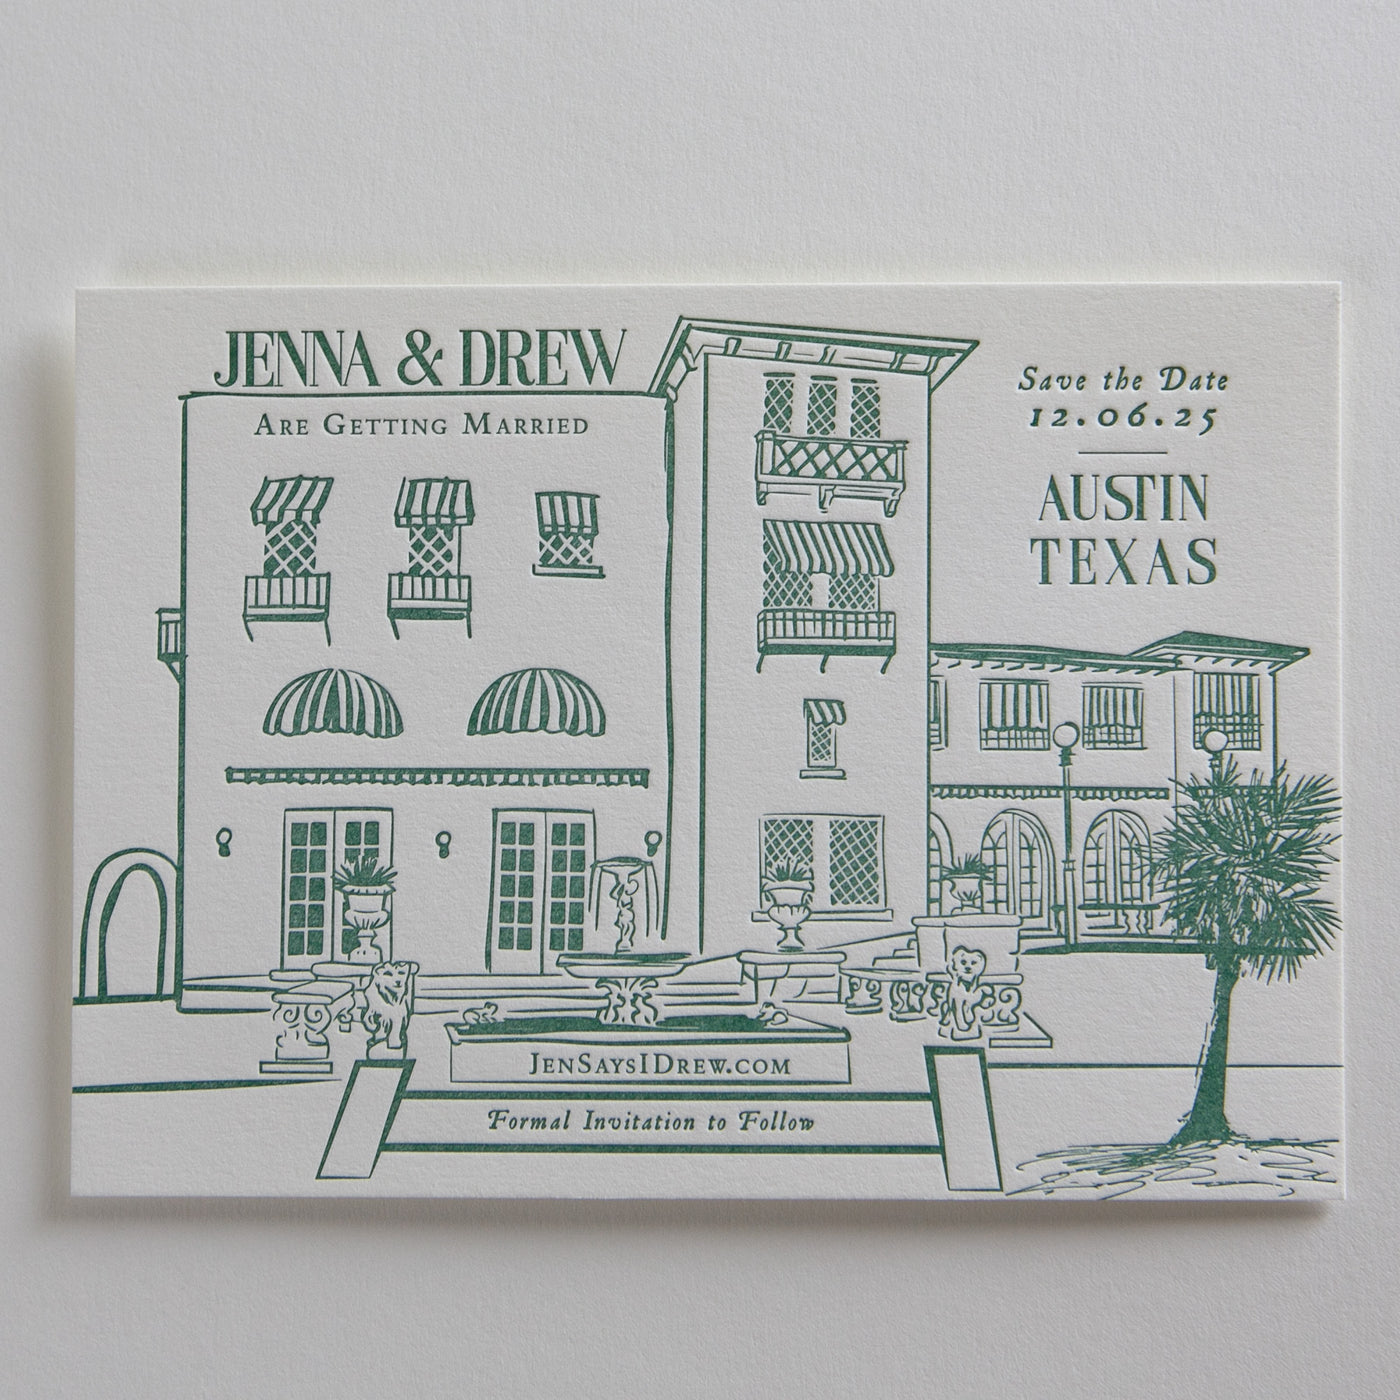 JENNA & DREW
ARE GETTING MARRIED
Save the Date
12.06.25
AUSTIN
TEXAS
JENSAYSIDREW.COM
Formal Invitation to Follow